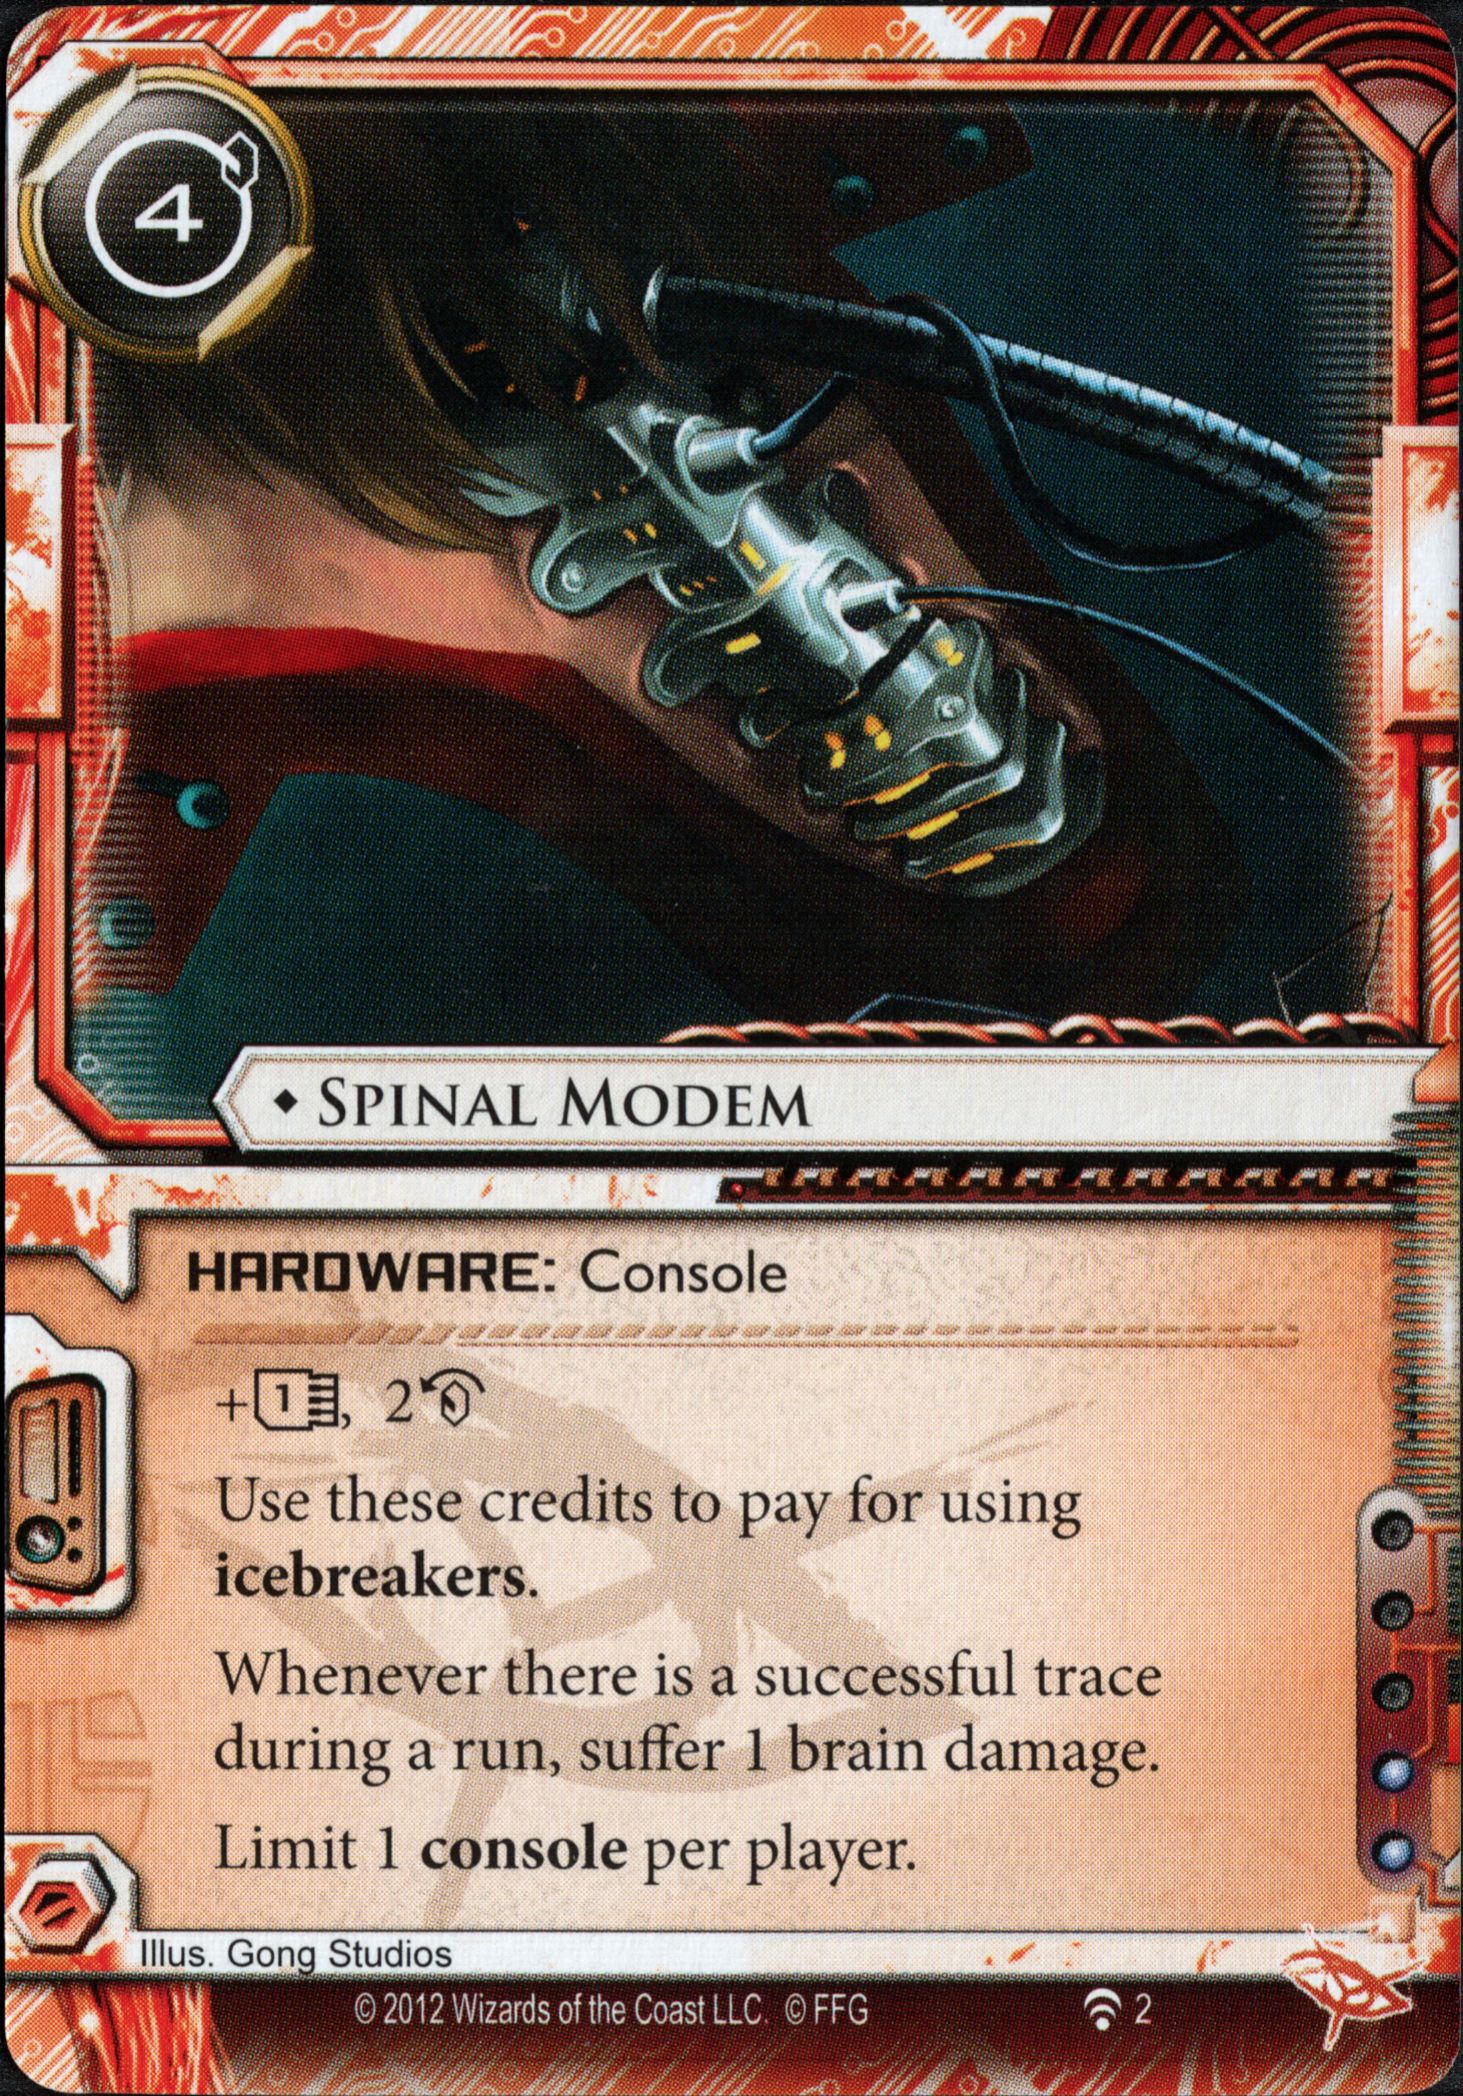 4
◆ SPINAL MODEM
HARDWARE: Console
+1, 2
Use these credits to pay for using
icebreakers.
Whenever there is a successful trace
during a run, suffer 1 brain damage.
Limit 1 console per player.
Illus. Gong Studios
© 2012 Wizards of the Coast LLC. © FFG
2